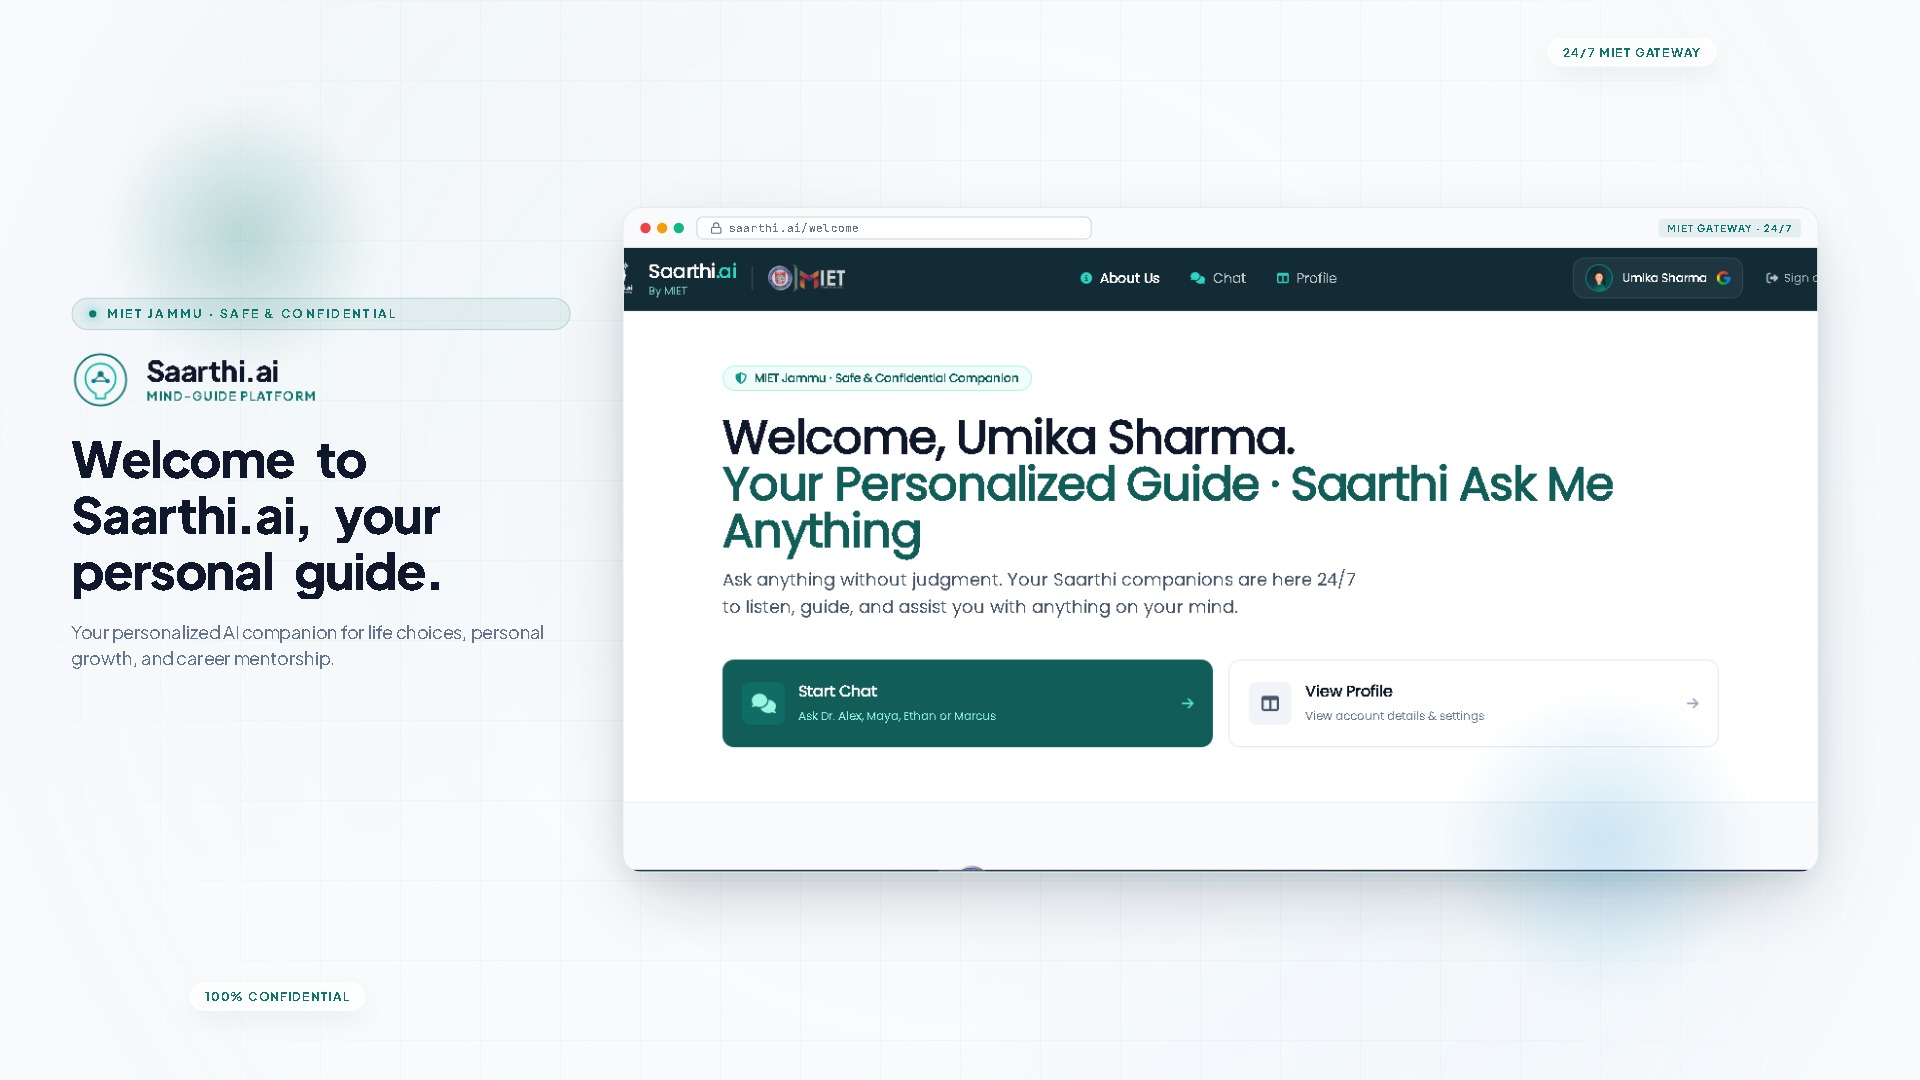 24/7 MIET GATEWAY
MIET JAMMU · SAFE & CONFIDENTIAL
Saarthi.ai
MIND-GUIDE PLATFORM
Welcome to
Saarthi.ai, your
personal guide.
Your personalized AI companion for life choices, personal
growth, and career mentorship.
100% CONFIDENTIAL
saarthi.ai/welcome
MIET GATEWAY · 24/7
Saarthi.ai
By MIET
MIET
About Us
Chat
Profile
Umika Sharma
Sign
MIET Jammu · Safe & Confidential Companion
Welcome, Umika Sharma.
Your Personalized Guide · Saarthi Ask Me
Anything
Ask anything without judgment. Your Saarthi companions are here 24/7
to listen, guide, and assist you with anything on your mind.
Start Chat
Ask Dr. Alex, Maya, Ethan or Marcus
View Profile
View account details & settings